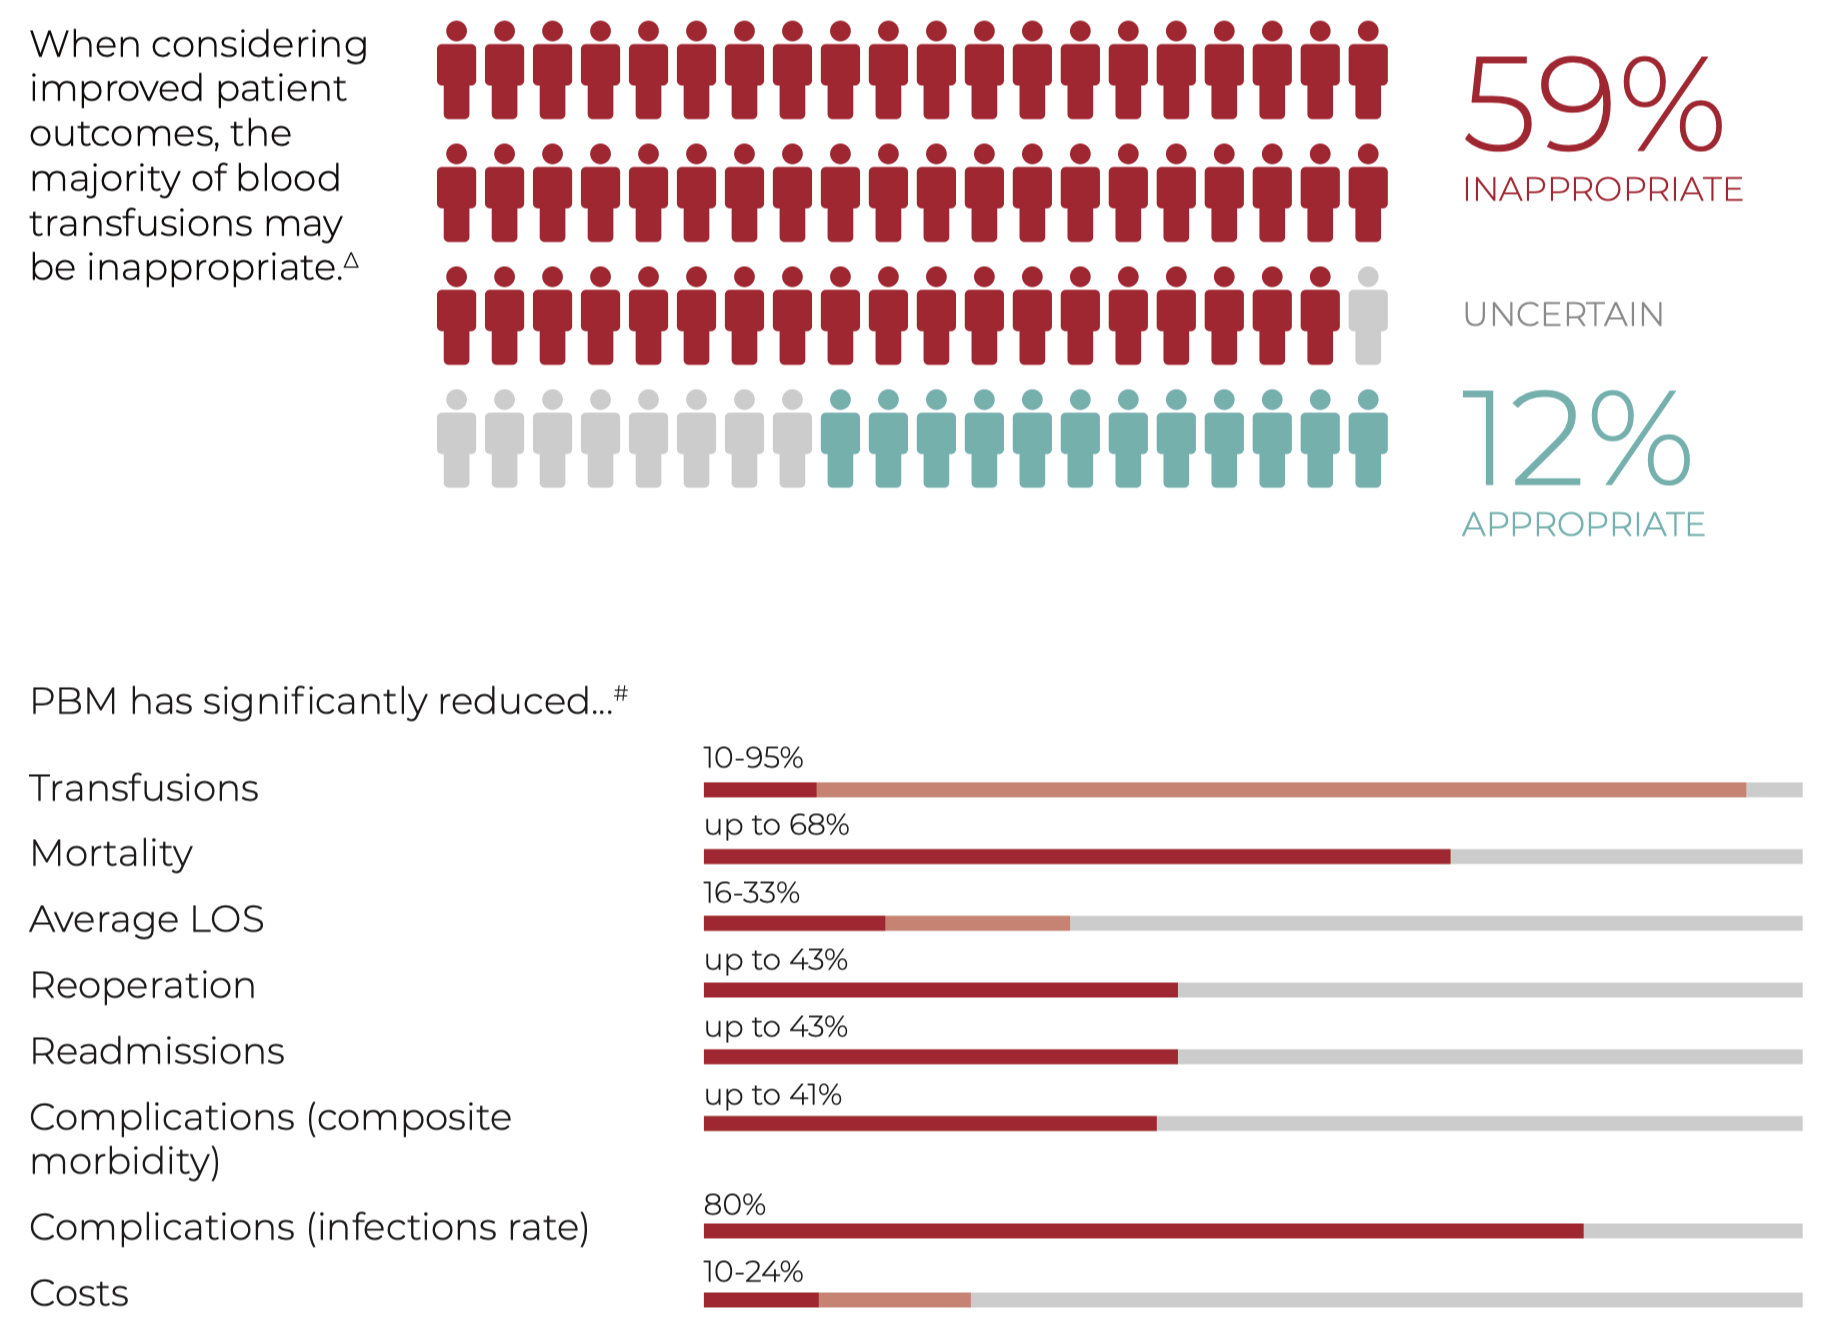 When considering
improved patient
outcomes, the
majority of blood
transfusions may
be inappropriate.Δ
59%
INAPPROPRIATE
UNCERTAIN
12%
APPROPRIATE
PBM has significantly reduced...#
Transfusions
10-95%
Mortality
up to 68%
Average LOS
16-33%
Reoperation
up to 43%
Readmissions
up to 43%
Complications (composite
morbidity)
up to 41%
Complications (infections rate)
80%
Costs
10-24%